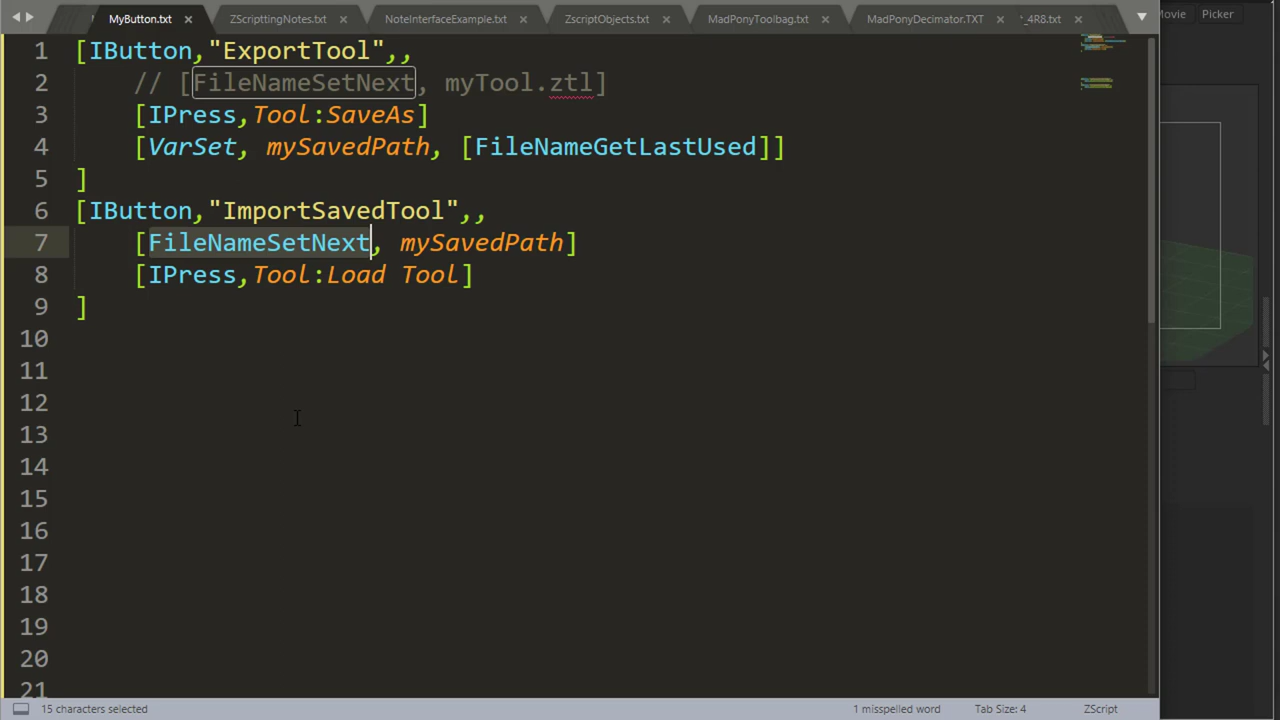 MyButton.txt × ZScripttingNotes.txt × NoteInterfaceExample.txt × ZscriptObjects.txt × MadPonyToolbag.txt × MadPonyDecimator.TXT × *_4R8.txt ×
Movie Picker
1 [IButton,"ExportTool",,
2 // [FileNameSetNext, myTool.ztl]
3 [IPress,Tool:SaveAs]
4 [VarSet, mySavedPath, [FileNameGetLastUsed]]
5 ]
6 [IButton,"ImportSavedTool",,
7 [FileNameSetNext, mySavedPath]
8 [IPress,Tool:Load Tool]
9 ]
10
11
12
13
14
15
16
17
18
19
20
21
15 characters selected 1 misspelled word Tab Size: 4 ZScript